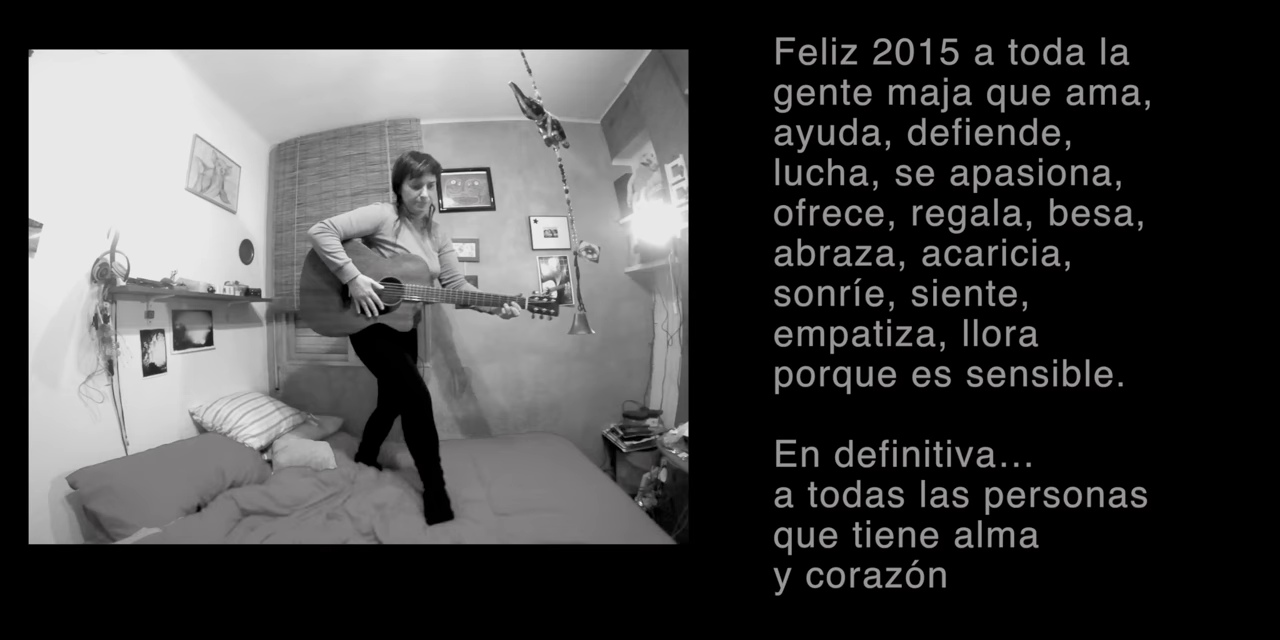 Feliz 2015 a toda la
gente maja que ama,
ayuda, defiende,
lucha, se apasiona,
ofrece, regala, besa,
abraza, acaricia,
sonríe, siente,
empatiza, llora
porque es sensible.
En definitiva...
a todas las personas
que tiene alma
y corazón